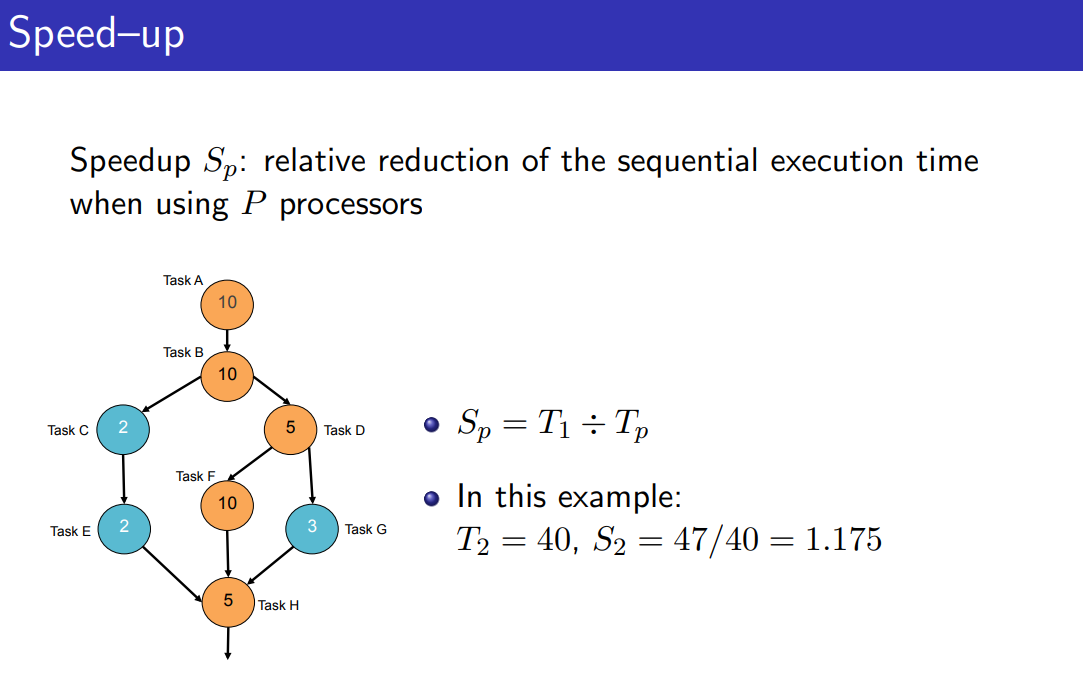 Speed–up
Speedup Sₚ: relative reduction of the sequential execution time
when using P processors
Task A
10
Task B
10
Task C
2
5
Task D
Task F
10
Task E
2
3
Task G
5
Task H
Sₚ = T₁ ÷ Tₚ
In this example:
T₂ = 40, S₂ = 47/40 = 1.175